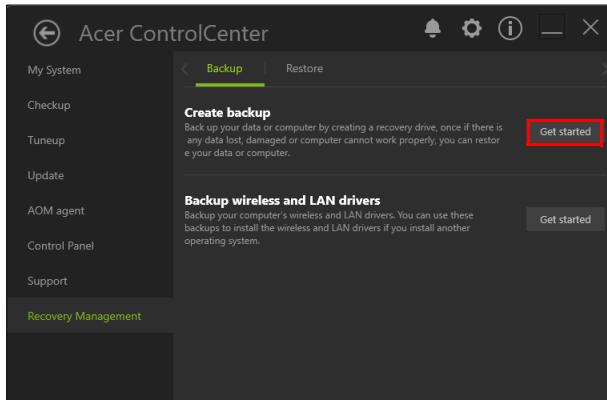 Acer ControlCenter
My System
Checkup
Tuneup
Update
AOM agent
Control Panel
Support
Recovery Management
Backup
Restore
Create backup
Back up your data or computer by creating a recovery drive, once if there is
any data lost, damaged or computer cannot work properly, you can restor
e your data or computer.
Get started
Backup wireless and LAN drivers
Backup your computer's wireless and LAN drivers. You can use these
backups to install the wireless and LAN drivers if you install another
operating system.
Get started